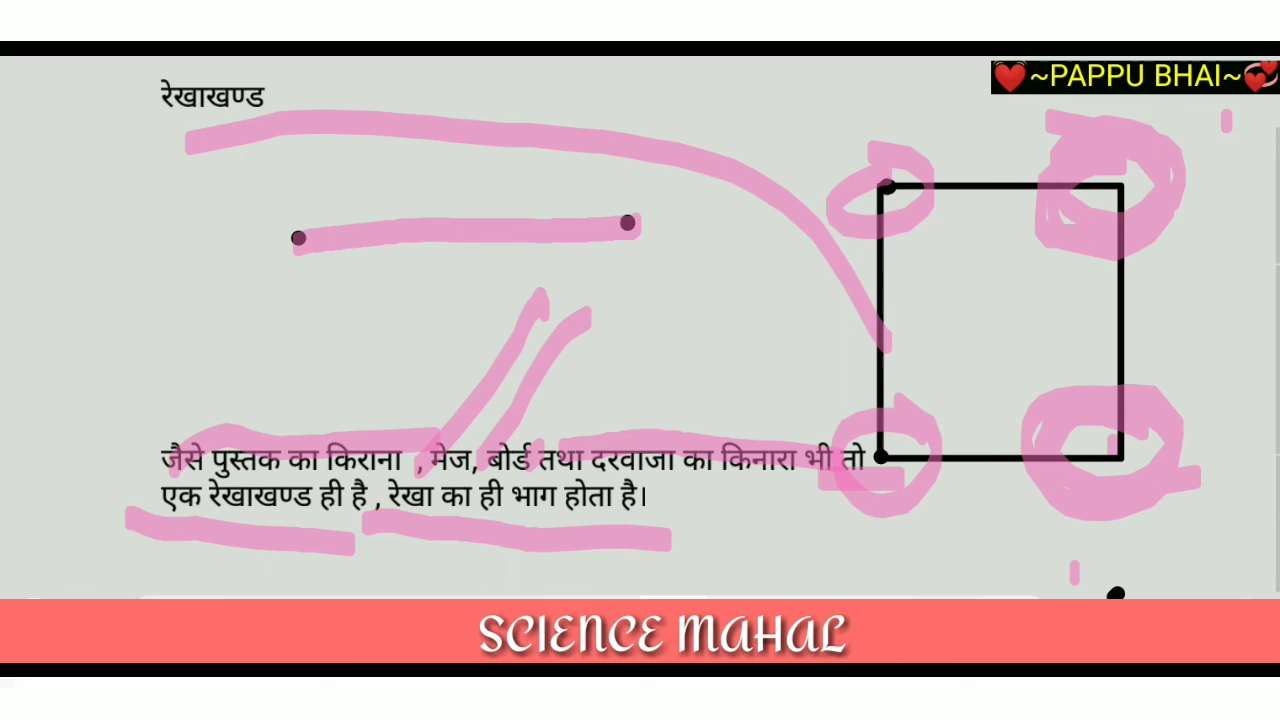 ~PAPPU BHAI~
रेखाखण्ड
जैसे पुस्तक का किराना , मेज, बोर्ड तथा दरवाजा का किनारा भी तो
एक रेखाखण्ड ही है , रेखा का ही भाग होता है।
SCIENCE MAHAL